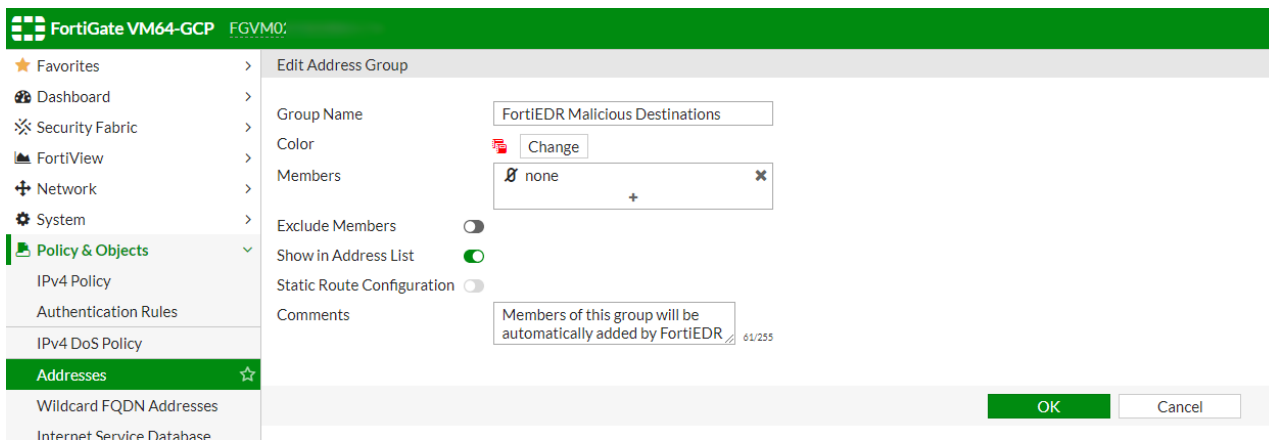 FortiGate VM64-GCP FGVM02
Favorites
Dashboard
Security Fabric
FortiView
Network
System
Policy & Objects
IPv4 Policy
Authentication Rules
IPv4 DoS Policy
Addresses
Wildcard FQDN Addresses
Internet Service Database
Edit Address Group
Group Name FortiEDR Malicious Destinations
Color Change
Members none
Exclude Members
Show in Address List
Static Route Configuration
Comments Members of this group will be
automatically added by FortiEDR 61/255
OK Cancel